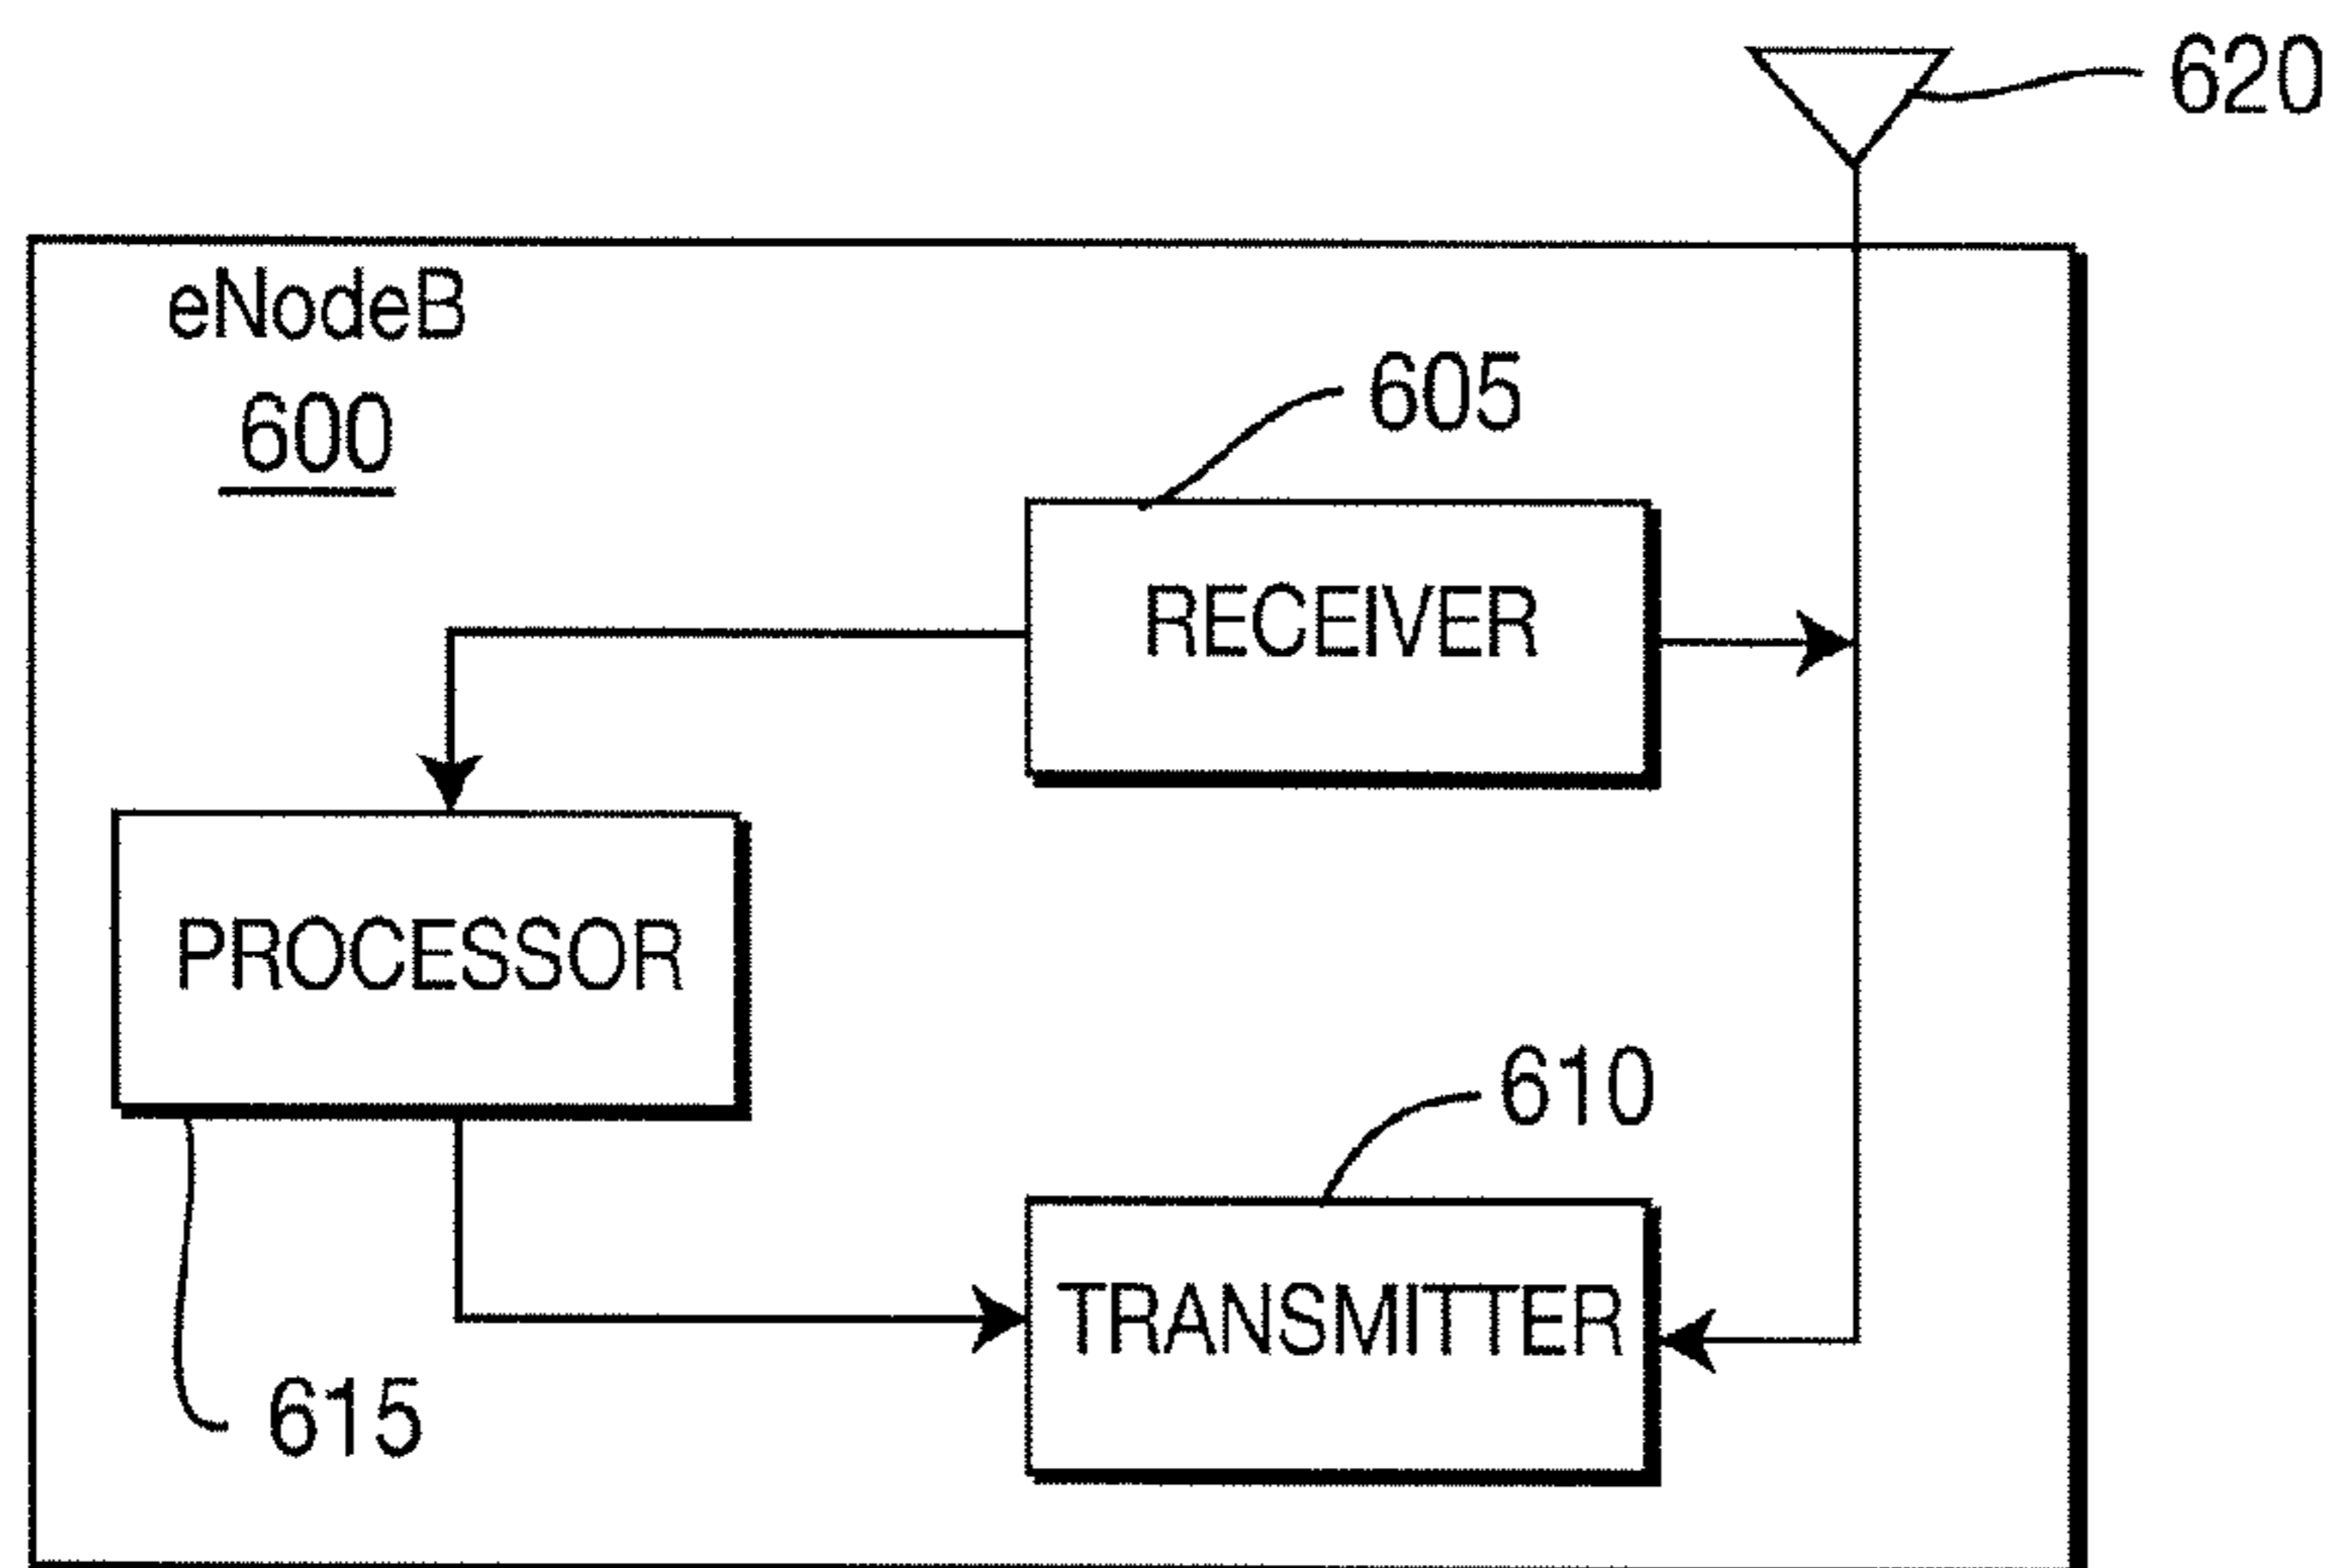 620
eNodeB
600
605
RECEIVER
PROCESSOR
610
TRANSMITTER
615